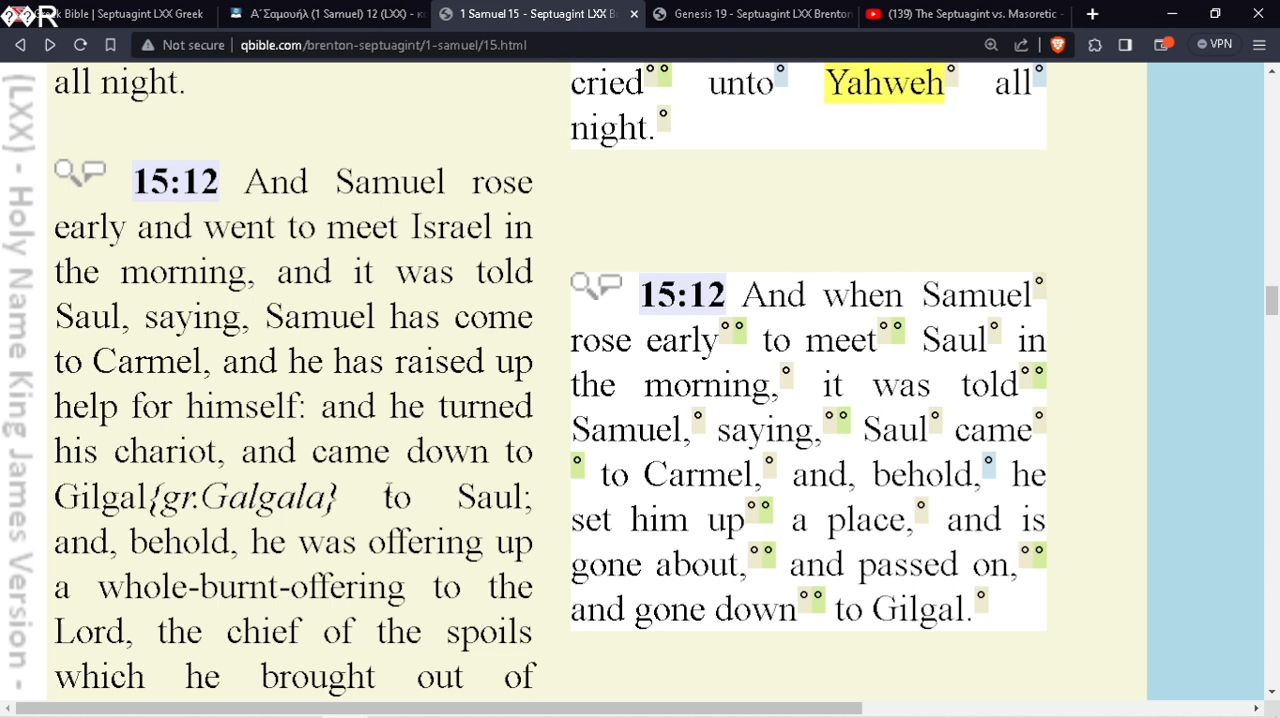 k Bible | Septuagint LXX Greek
Α΄ Σαμουήλ (1 Samuel) 12 (LXX) -
1 Samuel 15 - Septuagint LXX B
Gene
Septuagint LXX Brenton
(139) The Septuagint vs. Masoretic -
Not secure
qbible.com/brenton-septuagint/1-samuel/15.html
VPN
(LXX) - Holy Name King James Version -
all night.
15:12 And Samuel rose
early and went to meet Israel in
the morning, and it was told
Saul, saying, Samuel has come
to Carmel, and he has raised up
help for himself: and he turned
his chariot, and came down to
Gilgal{gr.Galgala} to Saul;
and, behold, he was offering up
a whole-burnt-offering to the
Lord, the chief of the spoils
which he brought out of
cried°° unto° Yahweh° all°
night.°
15:12 And when Samuel°
rose early°° to meet°° Saul° in
the morning,° it was told°°
Samuel,° saying,°° Saul° came°
° to Carmel,° and, behold,° he
set him up°° a place,° and is
gone about,°° and passed on,°°
and gone down°° to Gilgal.°